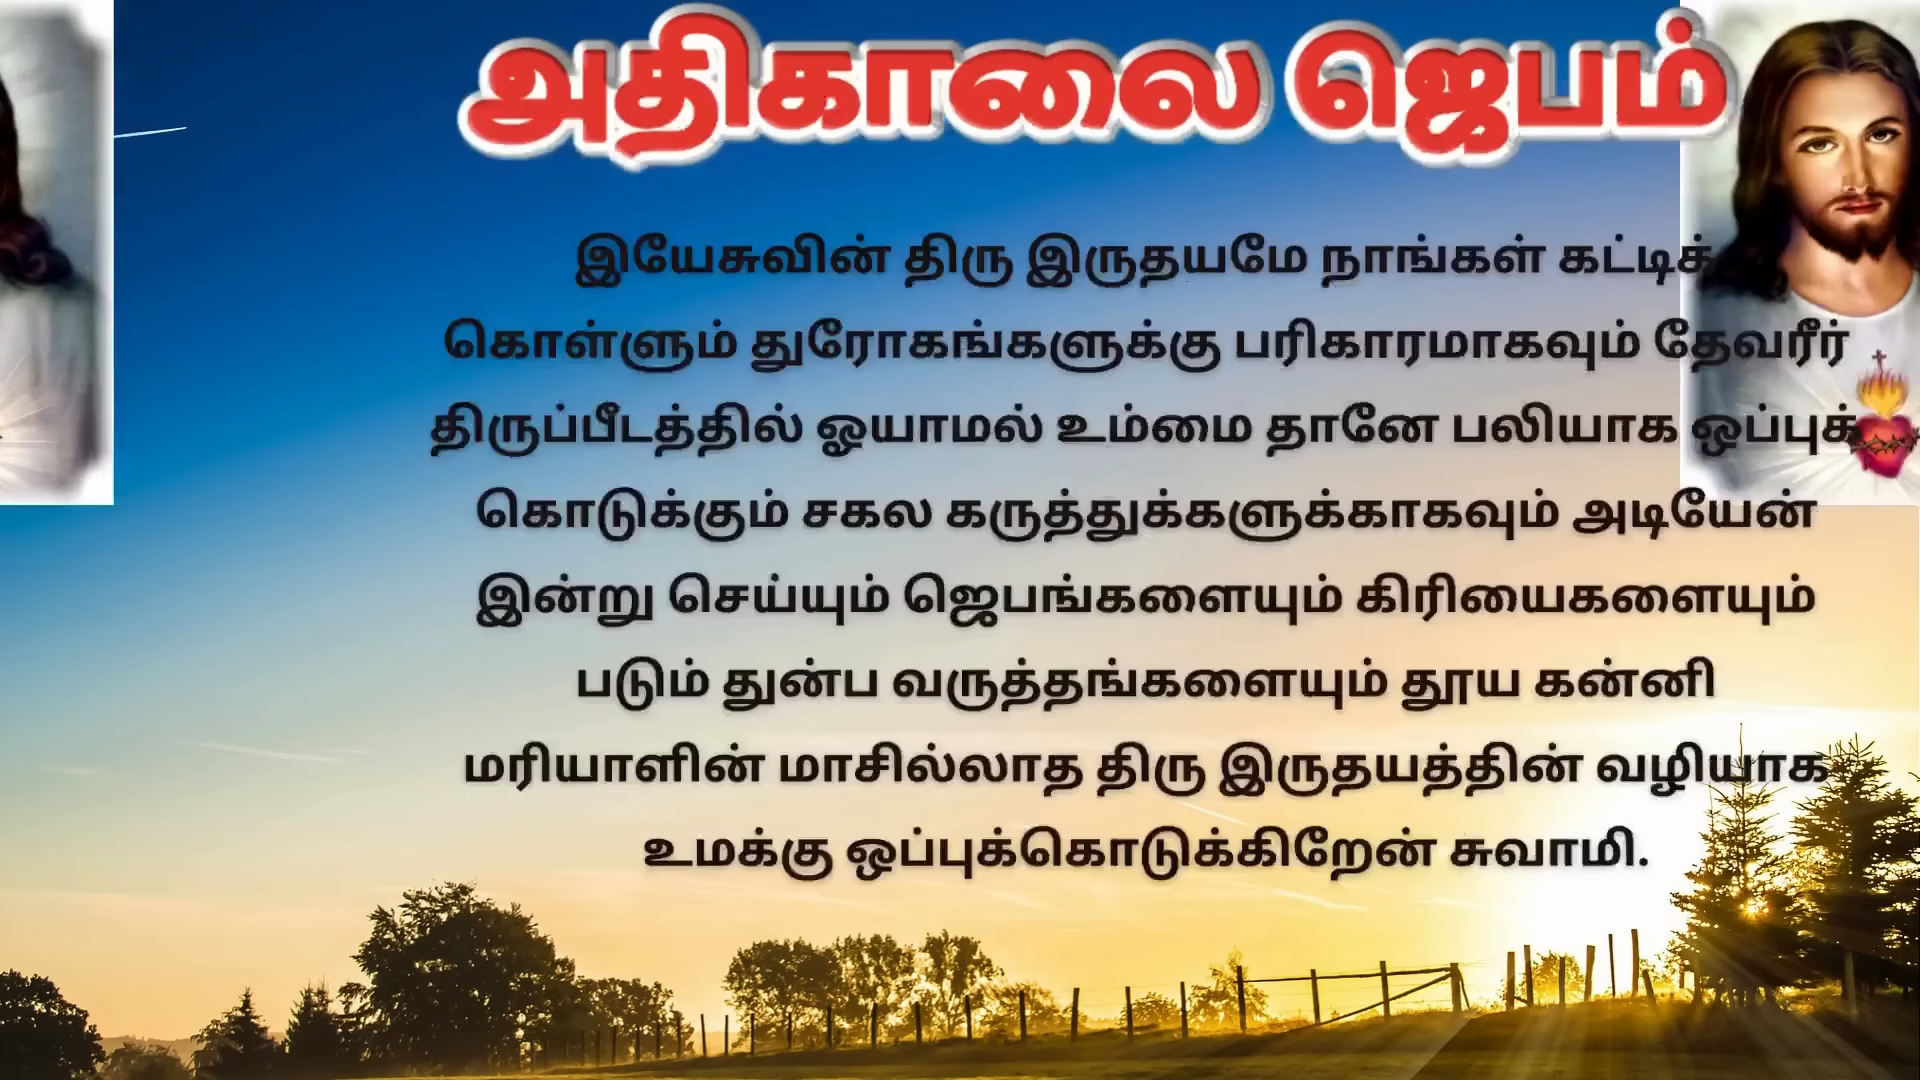 அதிகாலை ஜெபம்
இயேசுவின் திரு இருதயமே நாங்கள் கட்டிக்
கொள்ளும் துரோகங்களுக்கு பரிகாரமாகவும் தேவரீர்
திருப்பீடத்தில் ஓயாமல் உம்மை தானே பலியாக ஒப்புக்
கொடுக்கும் சகல கருத்துக்களுக்காகவும் அடியேன்
இன்று செய்யும் ஜெபங்களையும் கிரியைகளையும்
படும் துன்ப வருத்தங்களையும் தூய கன்னி
மரியாளின் மாசில்லாத திரு இருதயத்தின் வழியாக
உமக்கு ஒப்புக்கொடுக்கிறேன் சுவாமி.